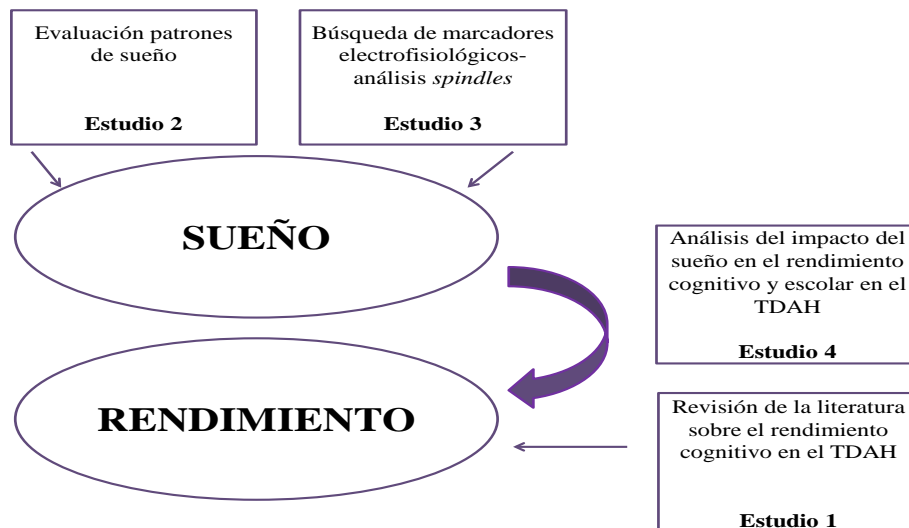 Evaluación patrones
de sueño
Estudio 2
Búsqueda de marcadores
electrofisiológicos-
análisis spindles
Estudio 3
SUEÑO
Análisis del impacto del
sueño en el rendimiento
cognitivo y escolar en el
TDAH
Estudio 4
RENDIMIENTO
Revisión de la literatura
sobre el rendimiento
cognitivo en el TDAH
Estudio 1